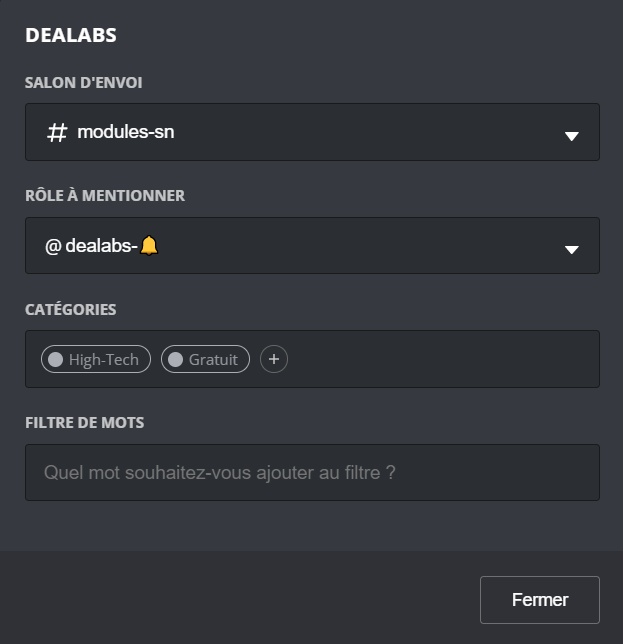 DEALABS
SALON D'ENVOI
# modules-sn
RÔLE À MENTIONNER
@dealabs-🔔
CATÉGORIES
High-Tech Gratuit +
FILTRE DE MOTS
Quel mot souhaitez-vous ajouter au filtre ?
Fermer